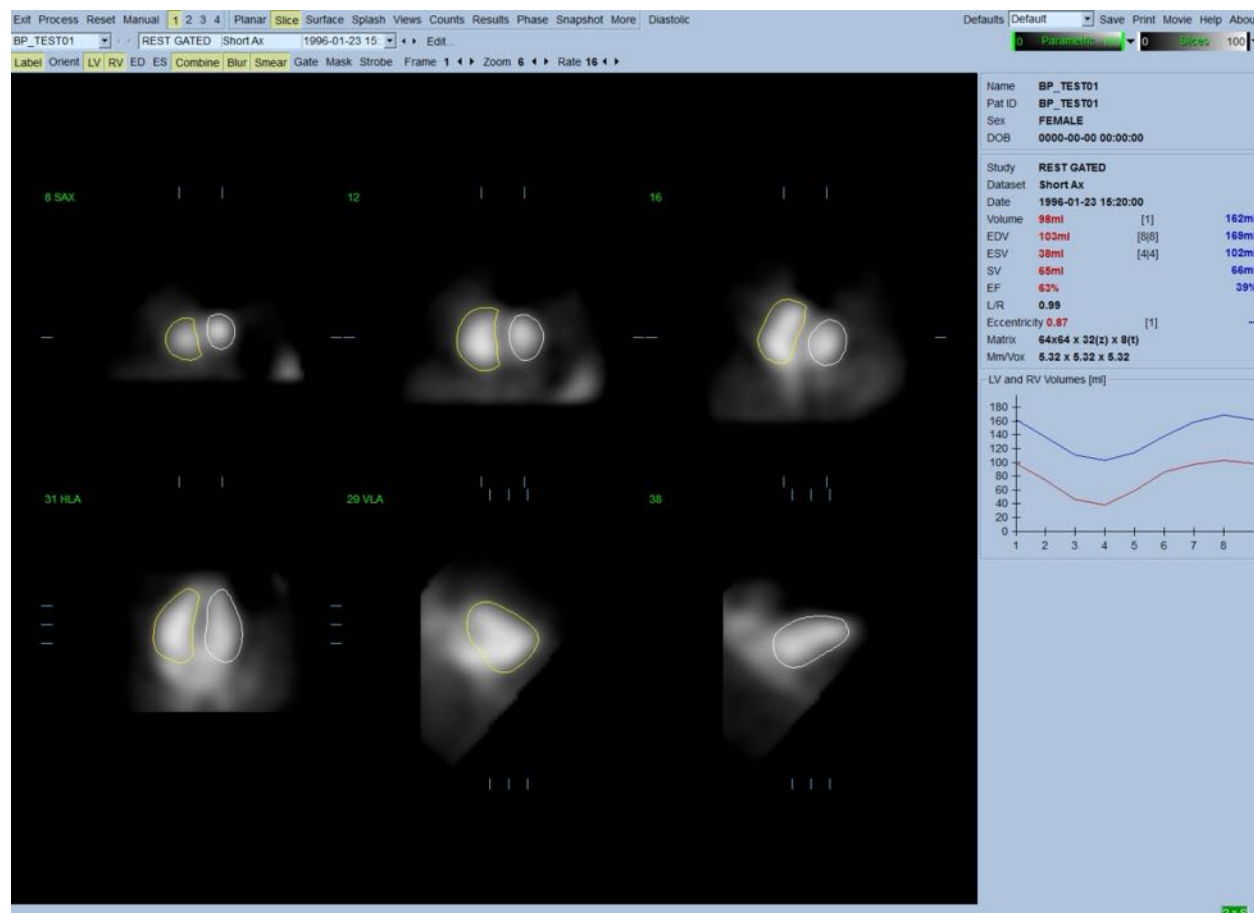 Exit Process Reset Manual 1 2 3 4 Planar Slice Surface Splash Views Counts Results Phase Snapshot More Diastolic Defaults Default Save Print Movie Help Abou
BP_TEST01 REST GATED Short Ax 1996-01-23 15: Edit... 0 Parametric 100 0 Slices 100
Label Orient LV RV ED ES Combine Blur Smear Gate Mask Strobe Frame 1 Zoom 6 Rate 16
Name BP_TEST01
Pat ID BP_TEST01
Sex FEMALE
DOB 0000-00-00 00:00:00
Study REST GATED
Dataset Short Ax
Date 1996-01-23 15:20:00
Volume 98ml [1] 162ml
EDV 103ml [8|8] 169ml
ESV 38ml [4|4] 102ml
SV 65ml 66ml
EF 63% 39%
L/R 0.99
Eccentricity 0.87 [1] --
Matrix 64x64 x 32(z) x 8(t)
Mm/Vox 5.32 x 5.32 x 5.32
LV and RV Volumes [ml]
180
160
140
120
100
80
60
40
20
0
1 2 3 4 5 6 7 8
8 SAX 12 16
31 HLA 29 VLA 38